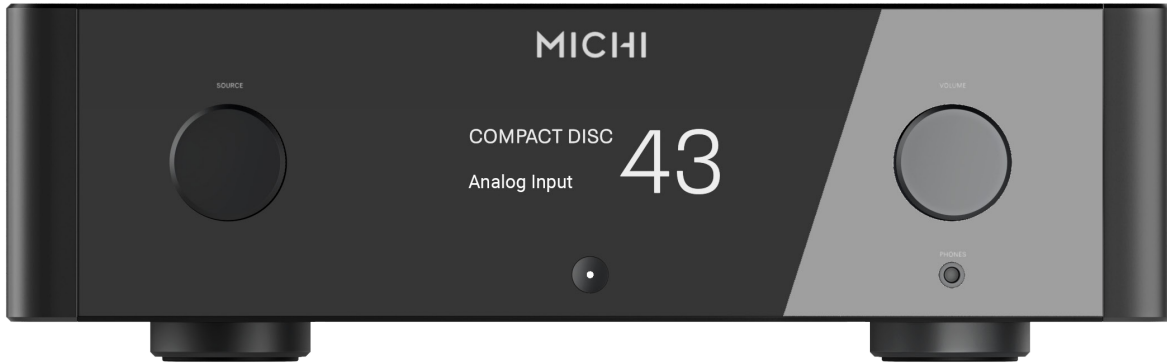 MICHI
SOURCE
VOLUME
COMPACT DISC
43
Analog Input
PHONES